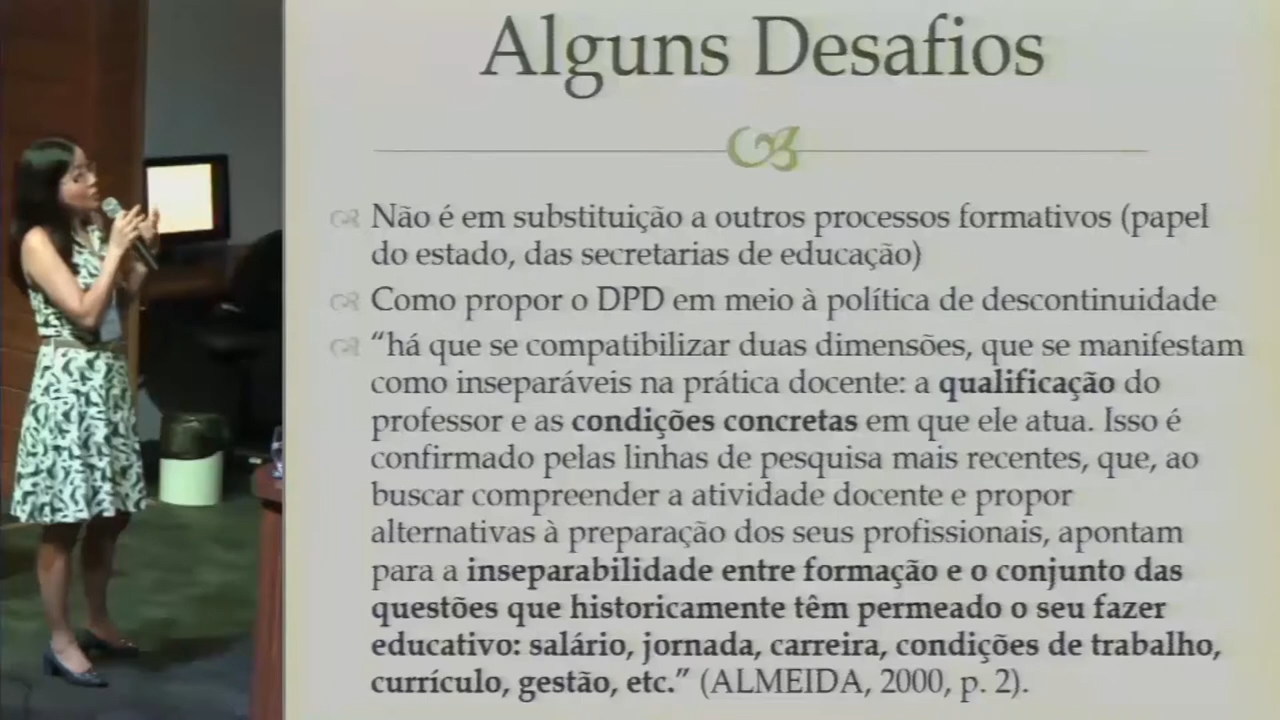 Alguns Desafios
Não é em substituição a outros processos formativos (papel
do estado, das secretarias de educação)
Como propor o DPD em meio à política de descontinuidade
“há que se compatibilizar duas dimensões, que se manifestam
como inseparáveis na prática docente: a qualificação do
professor e as condições concretas em que ele atua. Isso é
confirmado pelas linhas de pesquisa mais recentes, que, ao
buscar compreender a atividade docente e propor
alternativas à preparação dos seus profissionais, apontam
para a inseparabilidade entre formação e o conjunto das
questões que historicamente têm permeado o seu fazer
educativo: salário, jornada, carreira, condições de trabalho,
currículo, gestão, etc.” (ALMEIDA, 2000, p. 2).